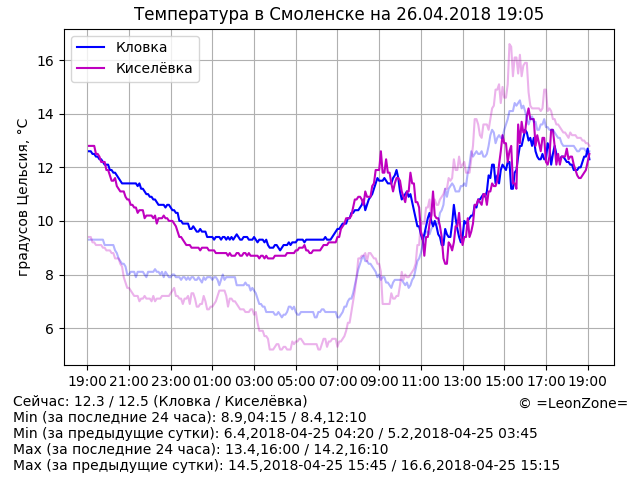 Температура в Смоленске на 26.04.2018 19:05
Кловка
Киселёвка
градусов Цельсия, °C
16
14
12
10
8
6
19:00 21:00 23:00 01:00 03:00 05:00 07:00 09:00 11:00 13:00 15:00 17:00 19:00
Сейчас: 12.3 / 12.5 (Кловка / Киселёвка)
© =LeonZone=
Min (за последние 24 часа): 8.9,04:15 / 8.4,12:10
Min (за предыдущие сутки): 6.4,2018-04-25 04:20 / 5.2,2018-04-25 03:45
Max (за последние 24 часа): 13.4,16:00 / 14.2,16:10
Max (за предыдущие сутки): 14.5,2018-04-25 15:45 / 16.6,2018-04-25 15:15